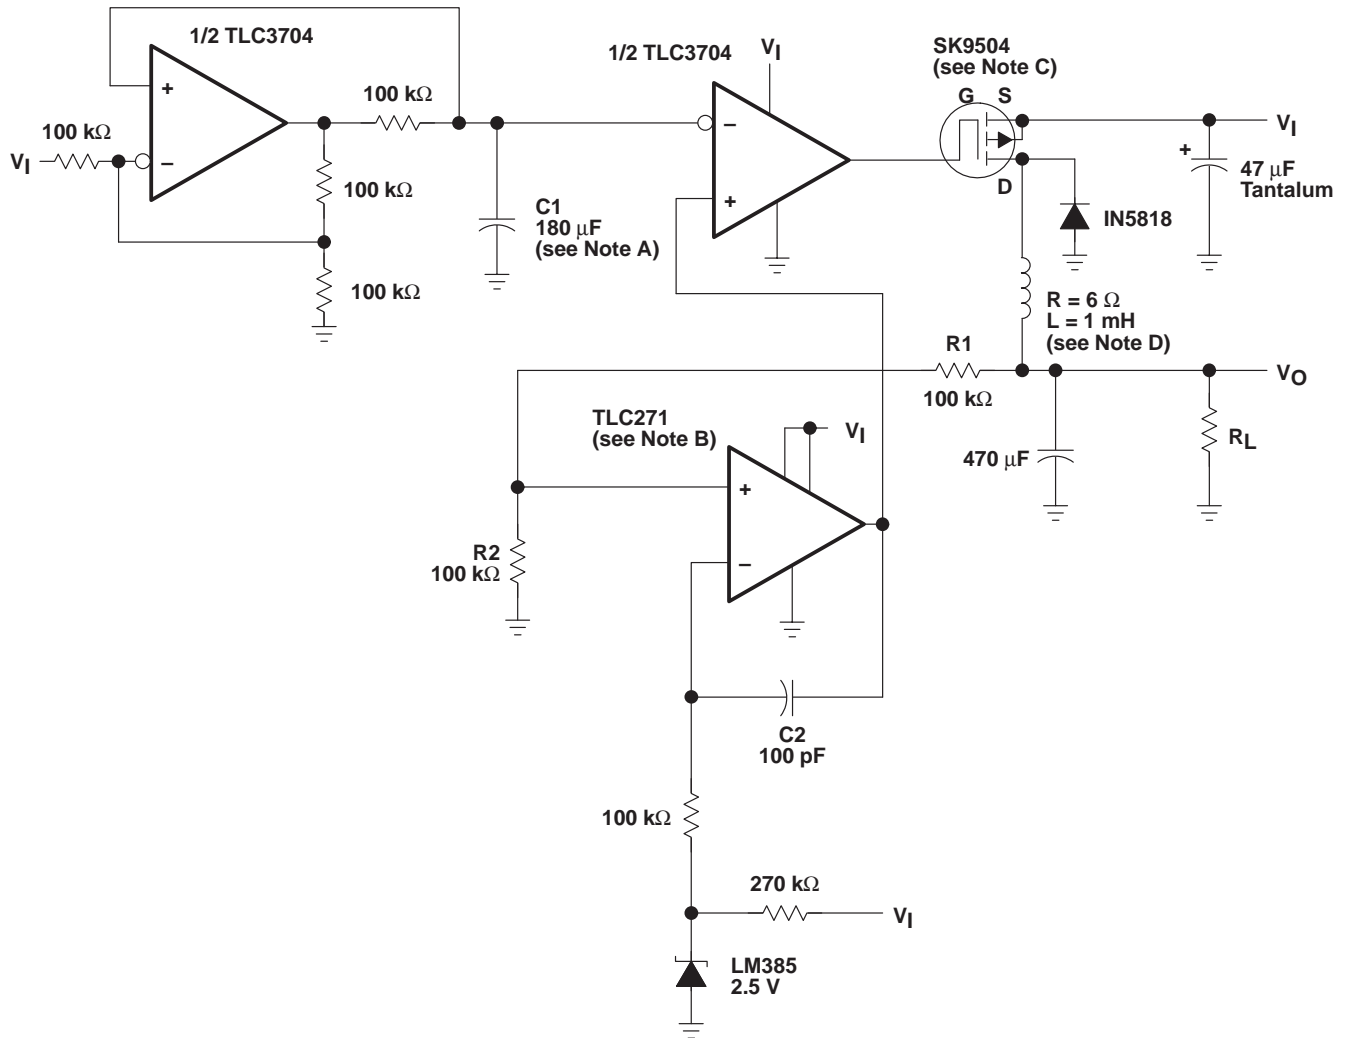 1/2 TLC3704
+
–
100 kΩ
VI
100 kΩ
100 kΩ
100 kΩ
C1
180 μF
(see Note A)
1/2 TLC3704
VI
–
+
SK9504
(see Note C)
G
S
D
VI
+
47 μF
Tantalum
IN5818
R = 6 Ω
L = 1 mH
(see Note D)
R1
100 kΩ
VO
470 μF
RL
TLC271
(see Note B)
VI
+
–
R2
100 kΩ
C2
100 pF
100 kΩ
270 kΩ
VI
LM385
2.5 V